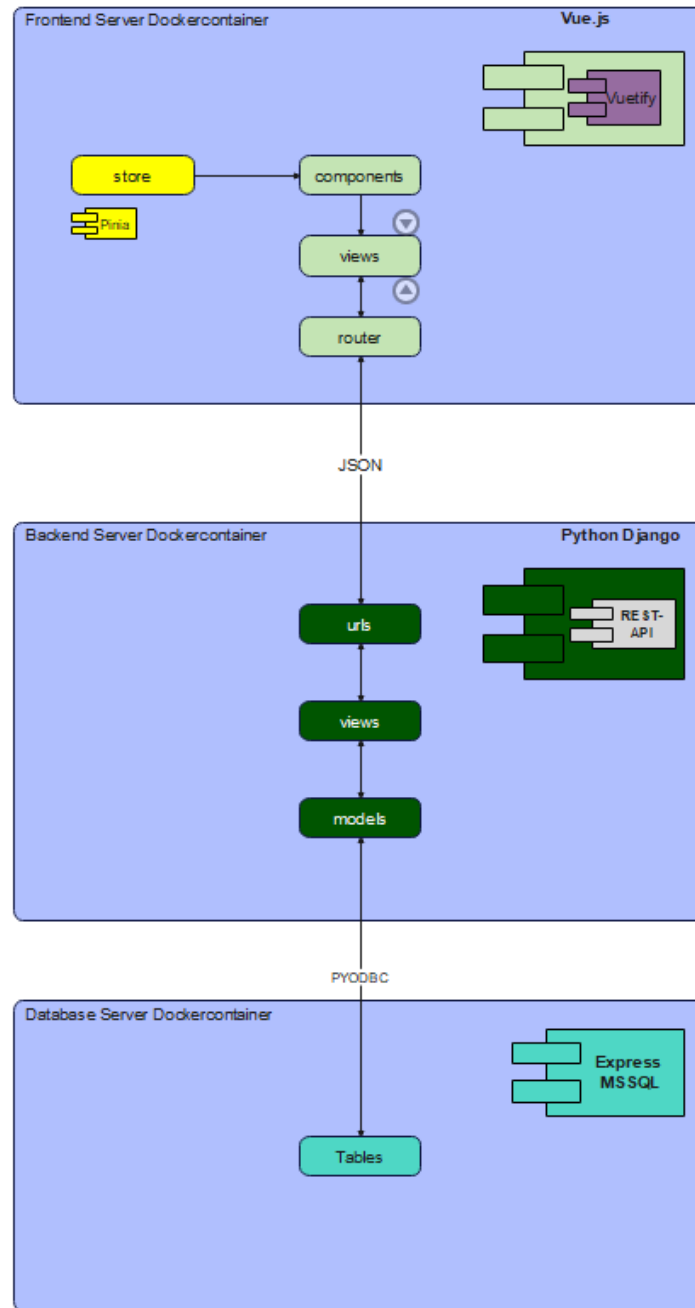 Frontend Server Dockercontainer
Vue.js
Vuetify
store
components
Pinia
views
router
JSON
Backend Server Dockercontainer
Python Django
REST-
API
urls
views
models
PYODBC
Database Server Dockercontainer
Express
MSSQL
Tables